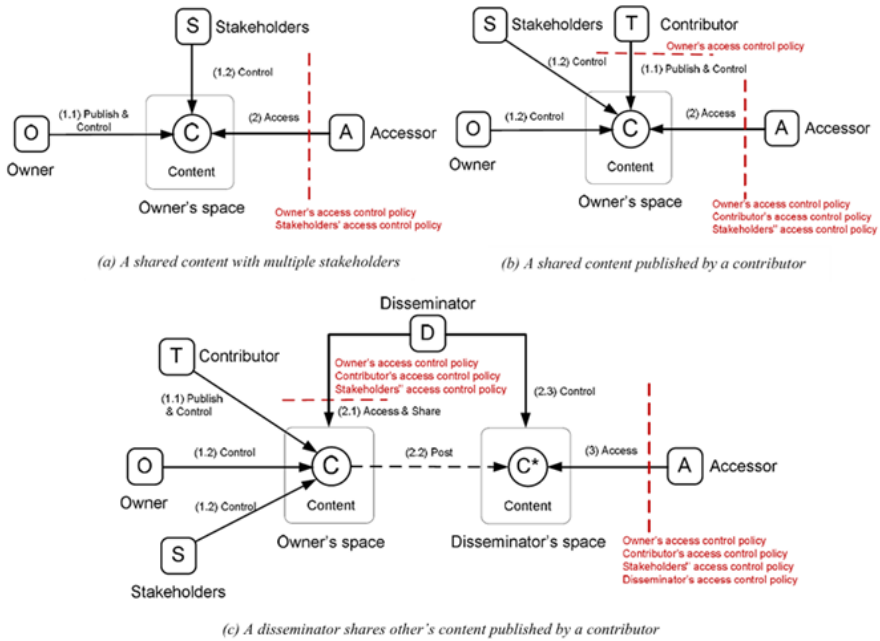 S
Stakeholders
(1.2) Control
(1.1) Publish &
Control
(2) Access
O
C
A
Accessor
Owner
Content
Owner's space
Owner's access control policy
Stakeholders' access control policy
(a) A shared content with multiple stakeholders
Stakeholders
Contributor
S
T
Owner's access control policy
(1.2) Control
(1.1) Publish & Control
(1.2) Control
(2) Access
O
C
A
Accessor
Owner
Content
Owner's space
Owner's access control policy
Contributor's access control policy
Stakeholders'' access control policy
(b) A shared content published by a contributor
Disseminator
D
T
Contributor
Owner's access control policy
Contributor's access control policy
Stakeholders'' access control policy
(1.1) Publish
& Control
(2.1) Access & Share
(2.3) Control
(1.2) Control
(2.2) Post
(3) Access
O
C
C*
A
Accessor
Owner
(1.2) Control
Content
Content
S
Owner's space
Disseminator's space
Stakeholders
Owner's access control policy
Contributor's access control policy
Stakeholders'' access control policy
Disseminator's access control policy
(c) A disseminator shares other's content published by a contributor